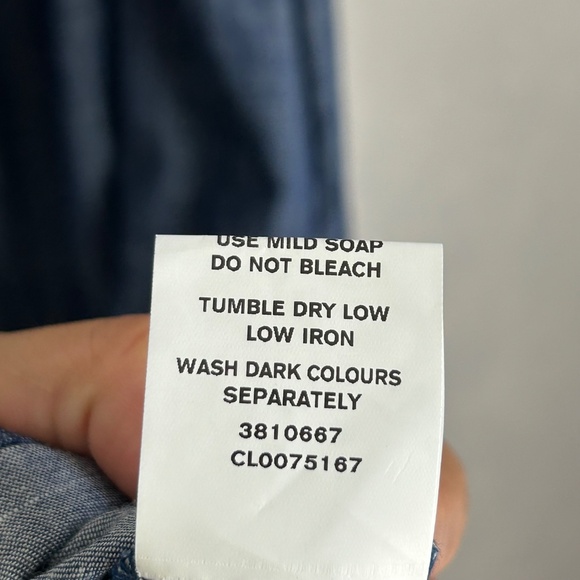 USE MILD SOAP
DO NOT BLEACH
TUMBLE DRY LOW
LOW IRON
WASH DARK COLOURS
SEPARATELY
3810667
CL0075167